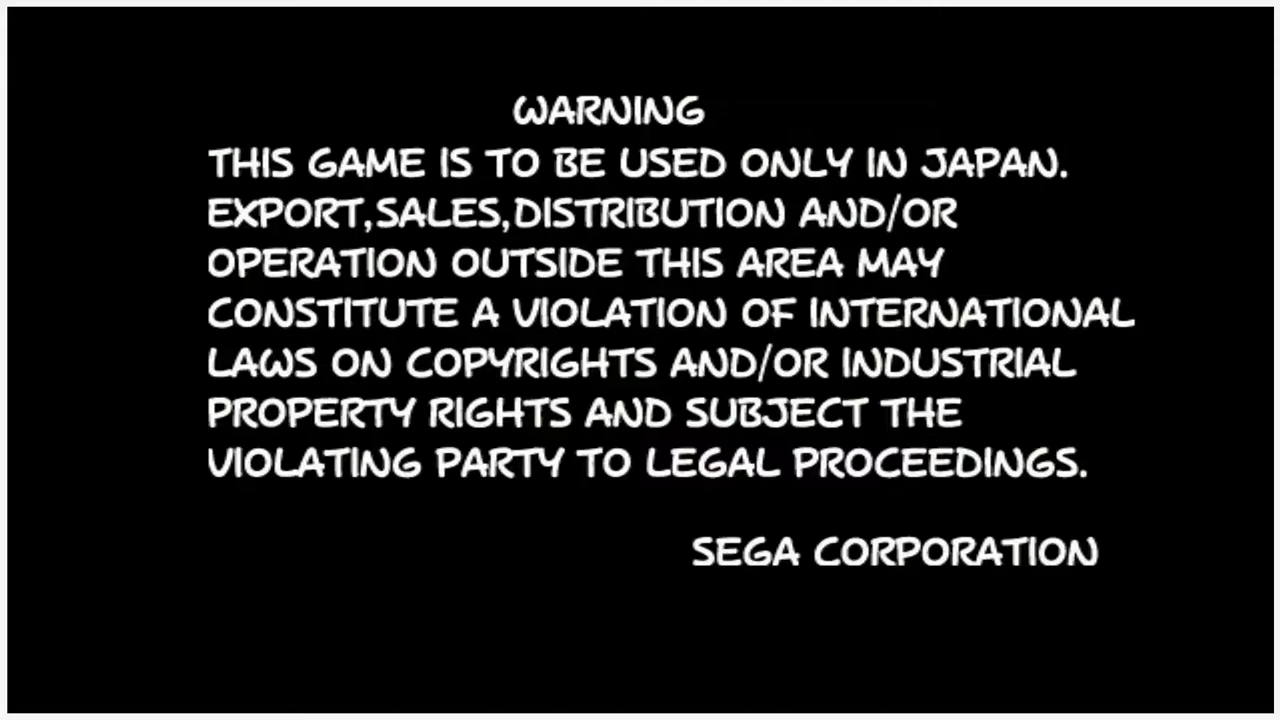 WARNING
THIS GAME IS TO BE USED ONLY IN JAPAN.
EXPORT,SALES,DISTRIBUTION AND/OR
OPERATION OUTSIDE THIS AREA MAY
CONSTITUTE A VIOLATION OF INTERNATIONAL
LAWS ON COPYRIGHTS AND/OR INDUSTRIAL
PROPERTY RIGHTS AND SUBJECT THE
VIOLATING PARTY TO LEGAL PROCEEDINGS.
SEGA CORPORATION